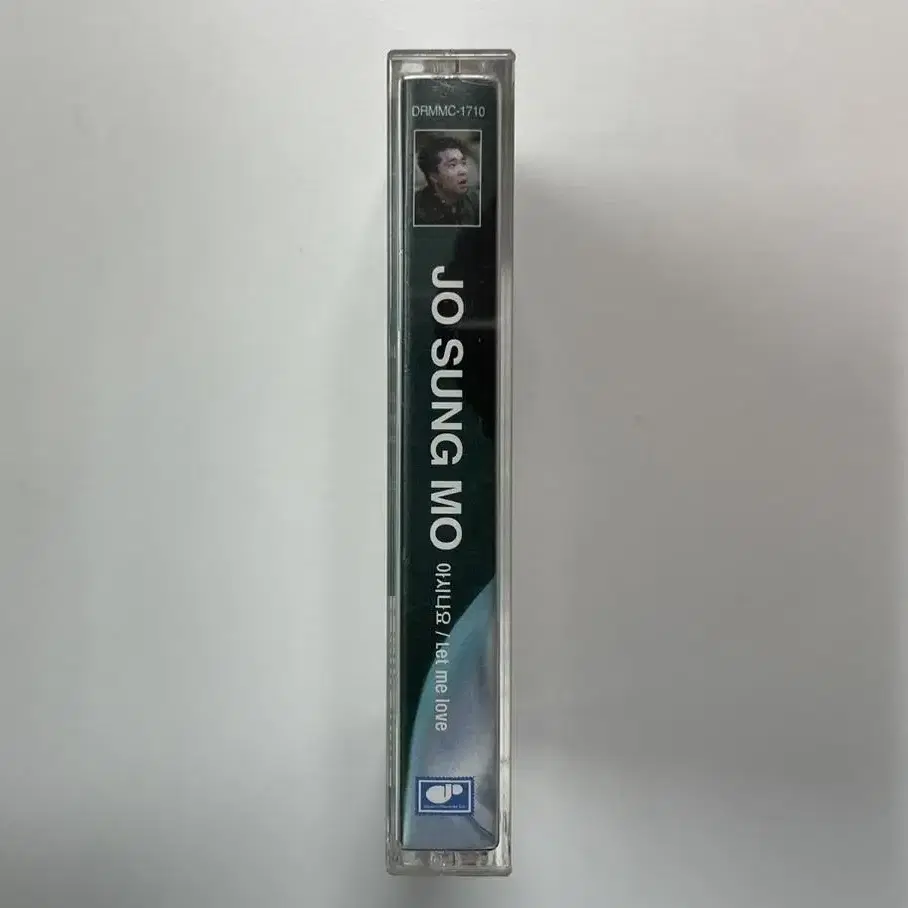 DRMMC-1710
JO SUNG MO
아시나요 / Let me love